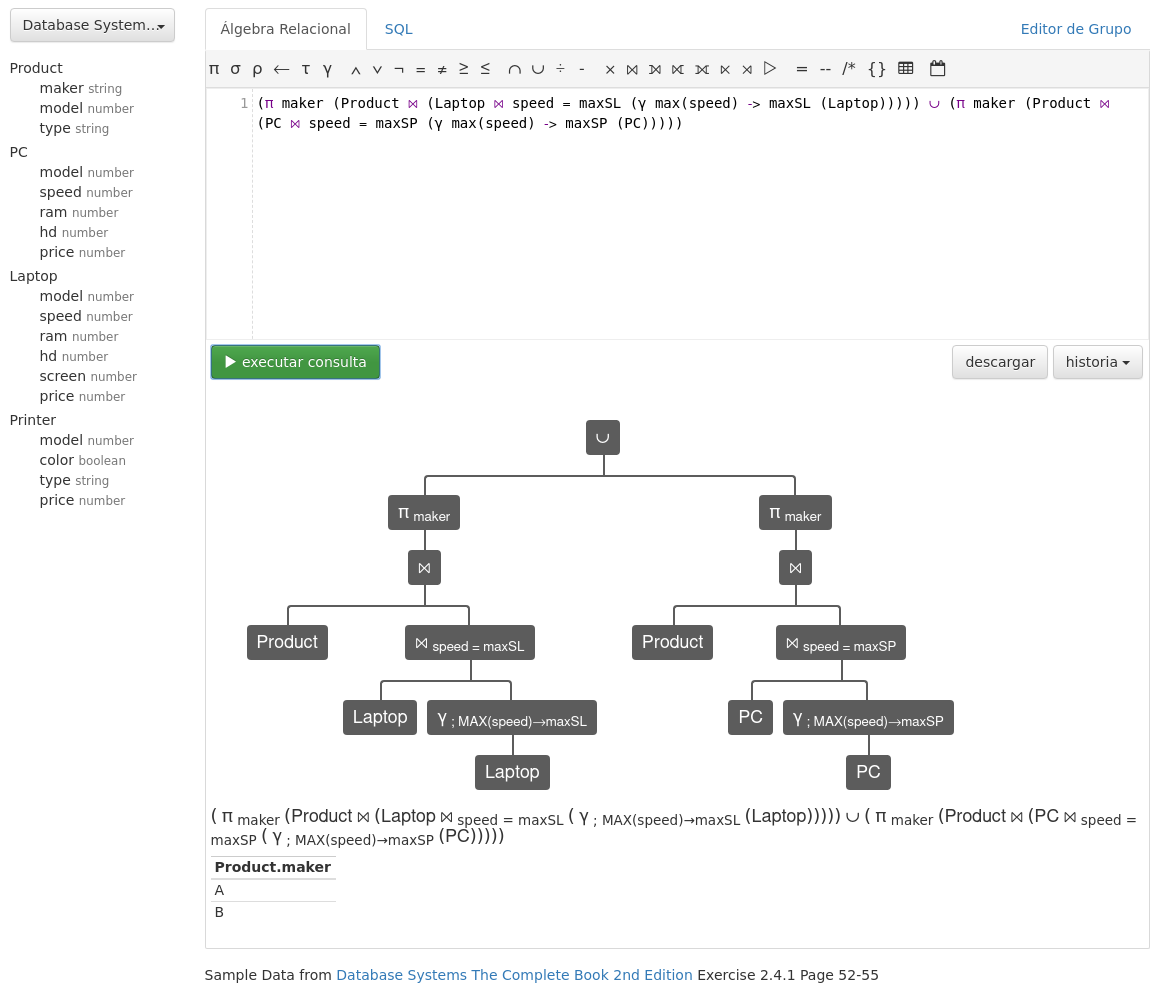 Database System...
Product
maker string
model number
type string
PC
model number
speed number
ram number
hd number
price number
Laptop
model number
speed number
ram number
hd number
screen number
price number
Printer
model number
color boolean
type string
price number
Álgebra Relacional SQL Editor de Grupo
π σ ρ ← τ γ ∧ ∨ ¬ = ≠ ≥ ≤ ∩ ∪ ÷ - × ⋈ ⟕ ⟖ ⟗ ⋉ ⋊ ▷ = -- /* {}
1 (π maker (Product ⋈ (Laptop ⋈ speed = maxSL (γ max(speed) -> maxSL (Laptop))))) ∪ (π maker (Product ⋈
(PC ⋈ speed = maxSP (γ max(speed) -> maxSP (PC)))))
▶ executar consulta descargar historia
∪
π maker π maker
⋈ ⋈
Product ⋈ speed = maxSL Product ⋈ speed = maxSP
Laptop γ ; MAX(speed)→maxSL PC γ ; MAX(speed)→maxSP
Laptop PC
( π maker (Product ⋈ (Laptop ⋈ speed = maxSL ( γ ; MAX(speed)→maxSL (Laptop))))) ∪ ( π maker (Product ⋈ (PC ⋈ speed =
maxSP ( γ ; MAX(speed)→maxSP (PC)))))
Product.maker
A
B
Sample Data from Database Systems The Complete Book 2nd Edition Exercise 2.4.1 Page 52-55